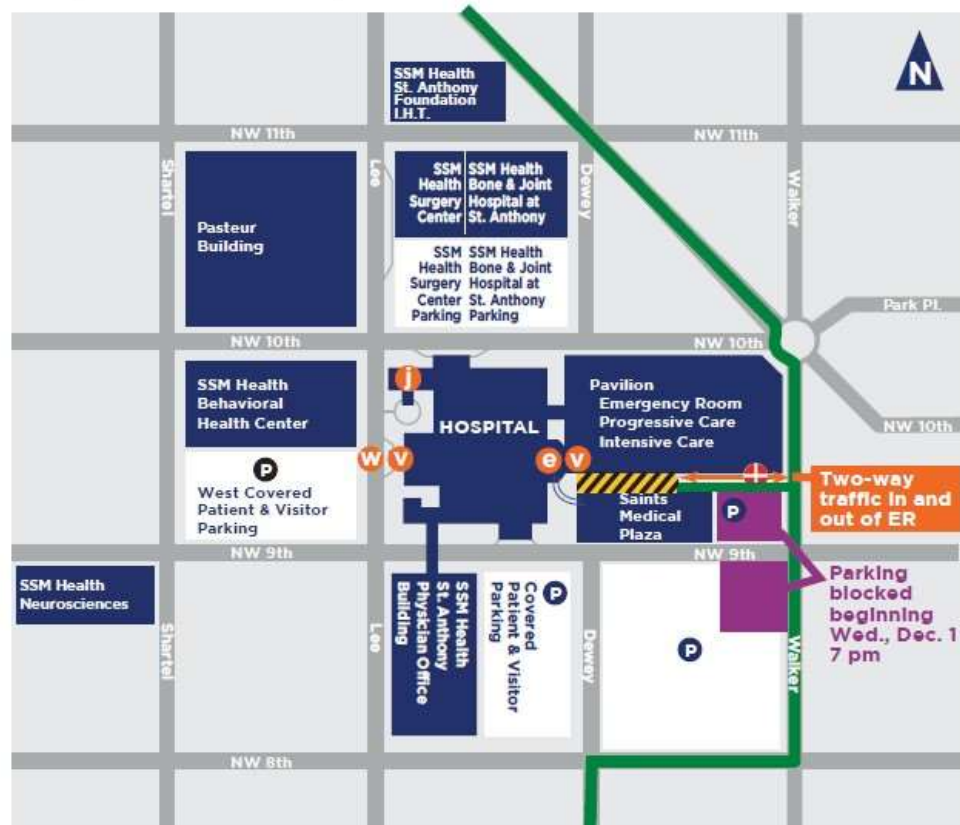 N
SSM Health
St. Anthony
Foundation
I.H.T.
NW 11th
NW 11th
Shartel
Lee
Dewey
Walker
Pasteur
Building
SSM
Health
Surgery
Center
SSM Health
Bone & Joint
Hospital at
St. Anthony
SSM
Health
Surgery
Center
Parking
SSM Health
Bone & Joint
Hospital at
St. Anthony
Parking
Park Pl.
NW 10th
NW 10th
NW 10th
SSM Health
Behavioral
Health Center
j
HOSPITAL
Pavilion
Emergency Room
Progressive Care
Intensive Care
w
v
e
v
P
West Covered
Patient & Visitor
Parking
Saints
Medical
Plaza
P
Two-way
traffic in and
out of ER
NW 9th
NW 9th
Parking
blocked
beginning
Wed., Dec. 1
7 pm
SSM Health
Neurosciences
Shartel
Lee
SSM Health
St. Anthony
Physician Office
Building
P
Covered
Patient & Visitor
Parking
Dewey
P
Walker
NW 8th